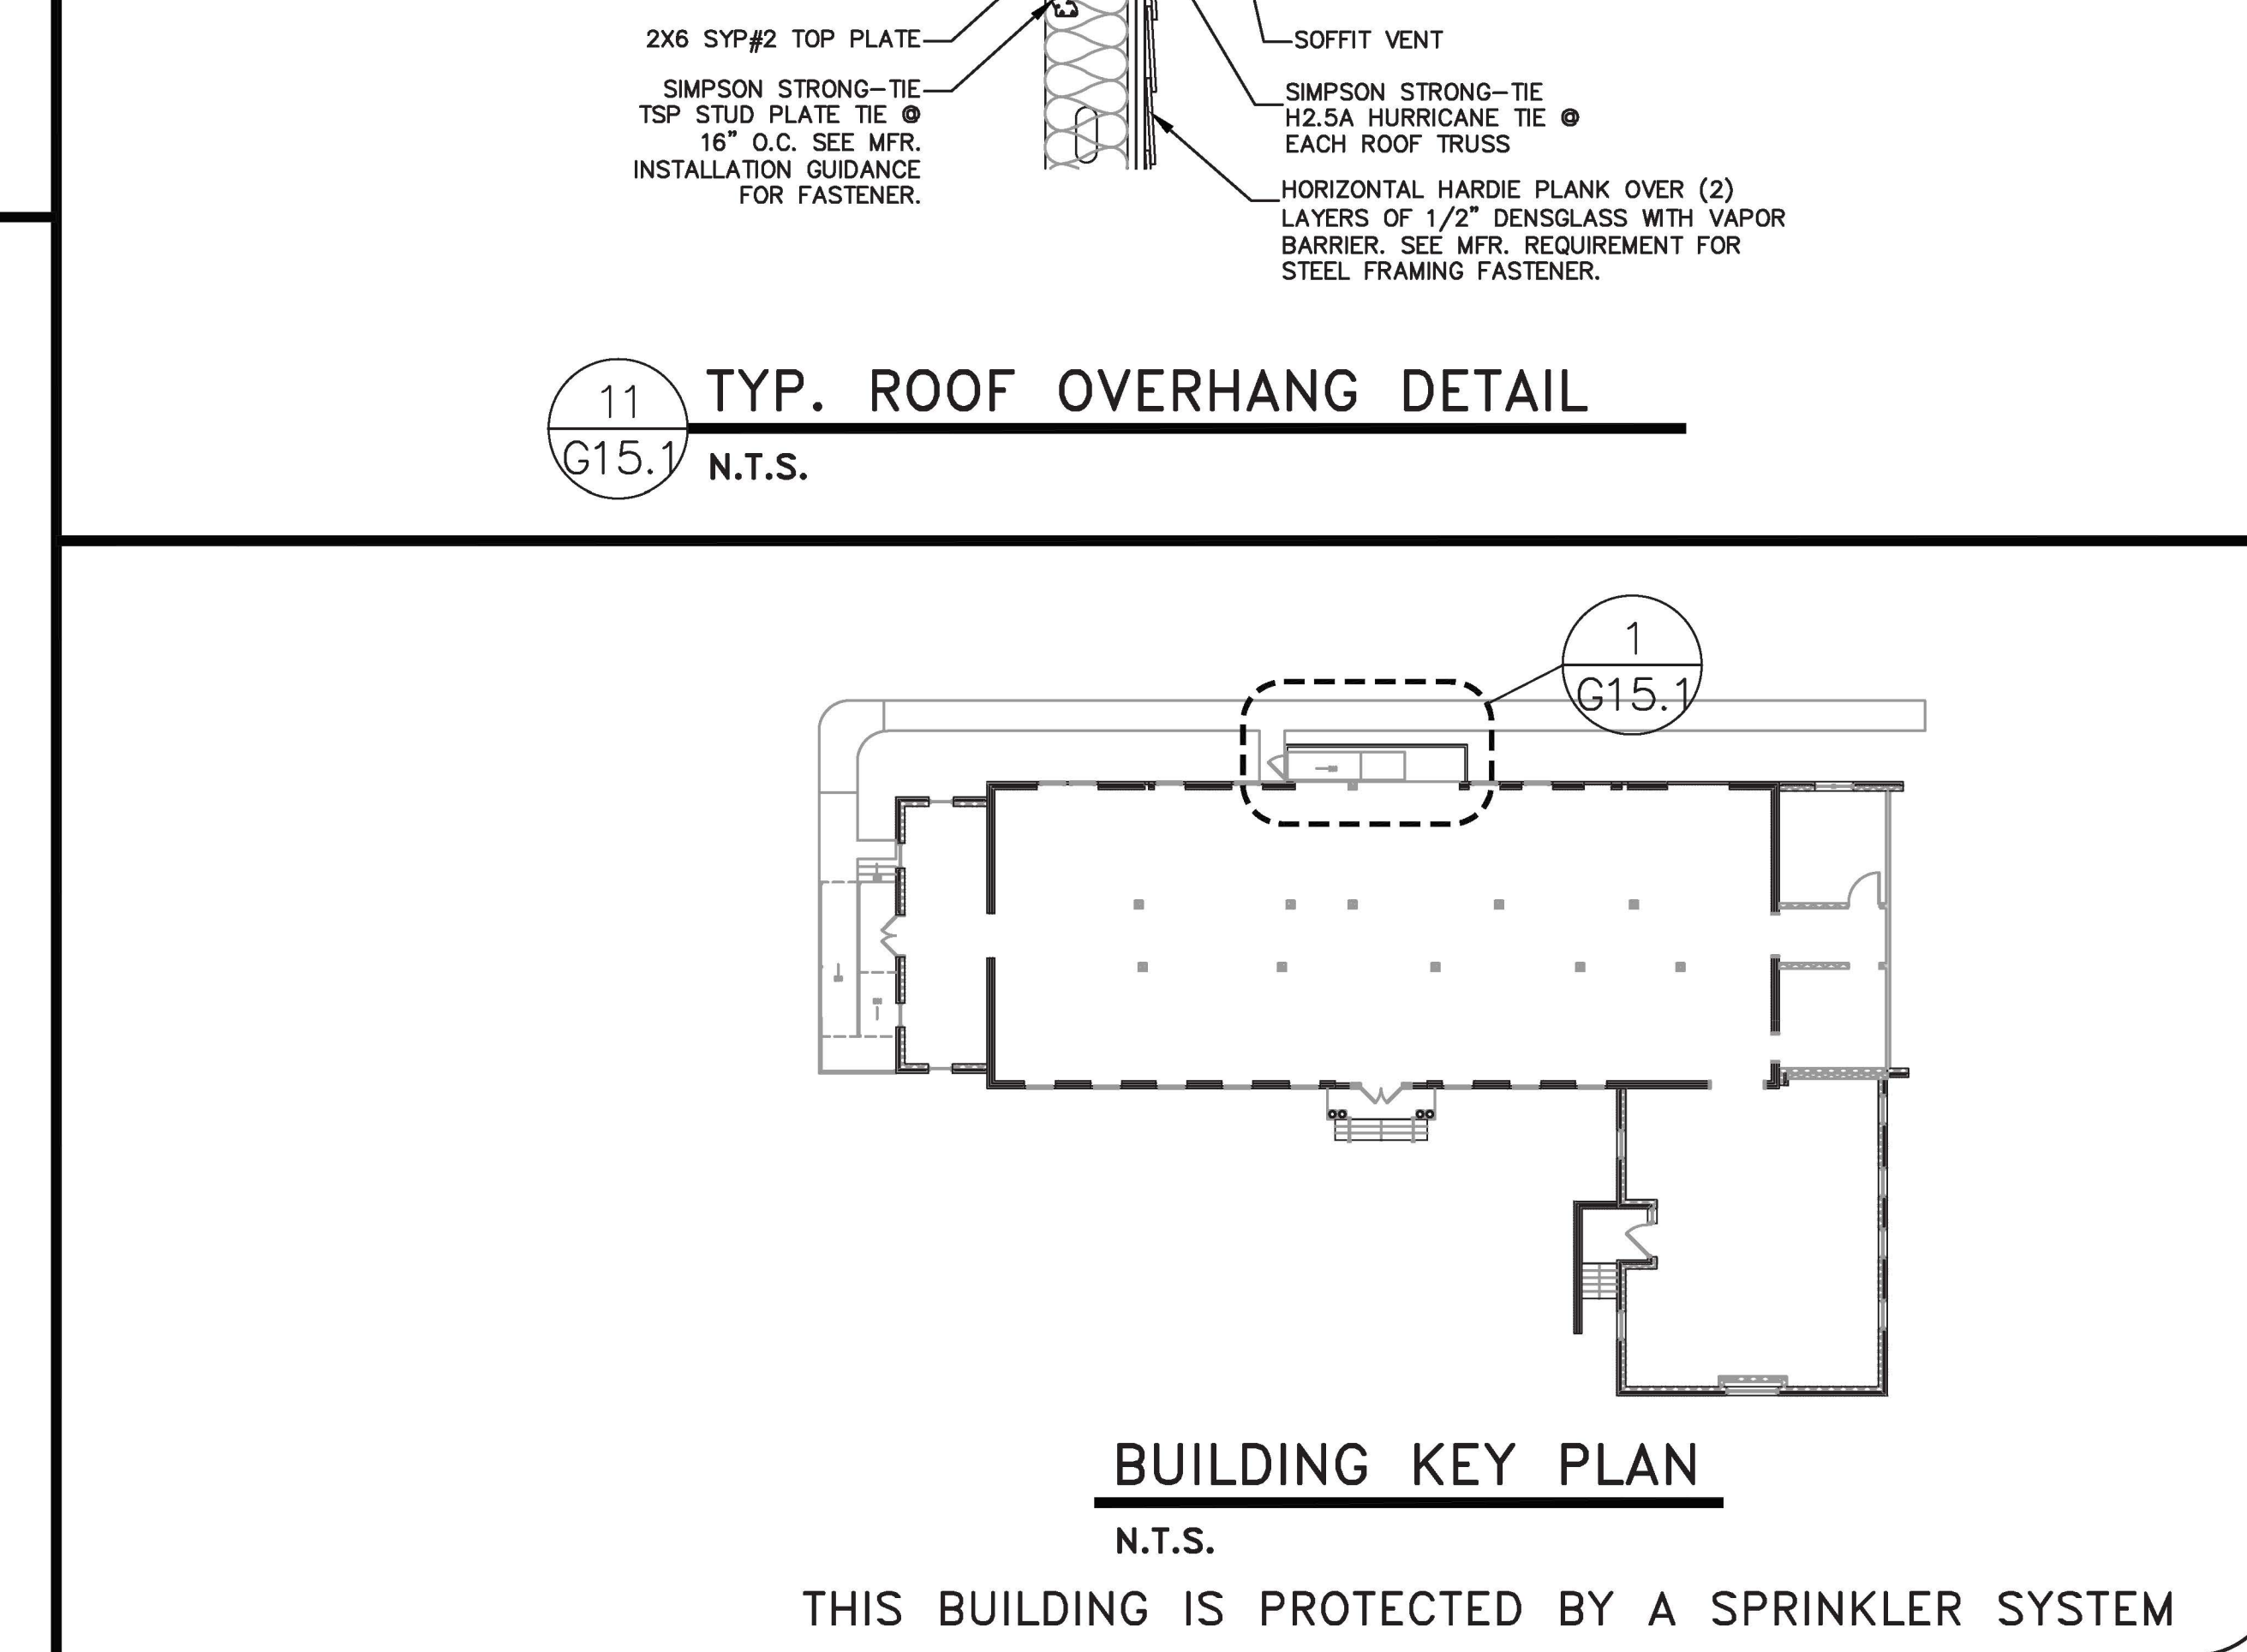 2X6 SYP#2 TOP PLATE
SIMPSON STRONG-TIE
TSP STUD PLATE TIE @
16" O.C. SEE MFR.
INSTALLATION GUIDANCE
FOR FASTENER.
SOFFIT VENT
SIMPSON STRONG-TIE
H2.5A HURRICANE TIE @
EACH ROOF TRUSS
HORIZONTAL HARDIE PLANK OVER (2)
LAYERS OF 1/2" DENSGLASS WITH VAPOR
BARRIER. SEE MFR. REQUIREMENT FOR
STEEL FRAMING FASTENER.
11
G15.1
TYP. ROOF OVERHANG DETAIL
N.T.S.
1
G15.1
BUILDING KEY PLAN
N.T.S.
THIS BUILDING IS PROTECTED BY A SPRINKLER SYSTEM